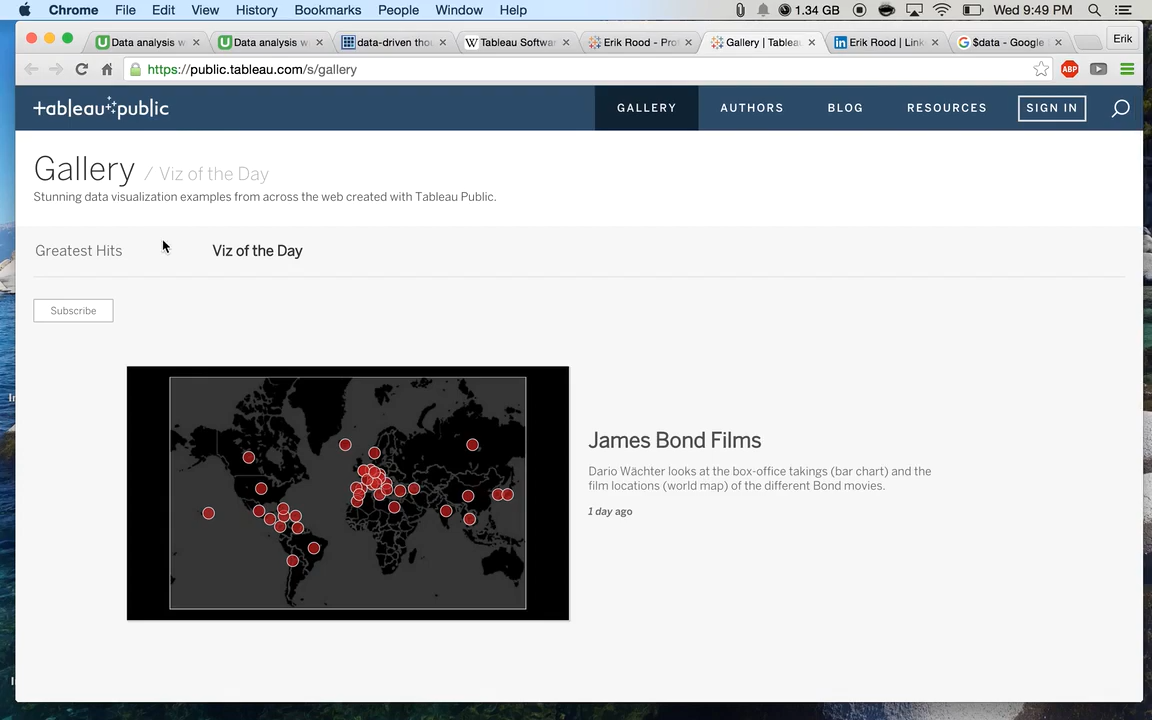 Chrome File Edit View History Bookmarks People Window Help 1.34 GB Wed 9:49 PM
Data analysis w Data analysis w data-driven tho Wikipedia Tableau Softwar Erik Rood - Prof Gallery | Tableau Erik Rood | Link $data - Google Erik
https://public.tableau.com/s/gallery ABP
+ableau+public GALLERY AUTHORS BLOG RESOURCES SIGN IN
Gallery / Viz of the Day
Stunning data visualization examples from across the web created with Tableau Public.
Greatest Hits Viz of the Day
Subscribe
James Bond Films
Dario Wächter looks at the box-office takings (bar chart) and the
film locations (world map) of the different Bond movies.
1 day ago